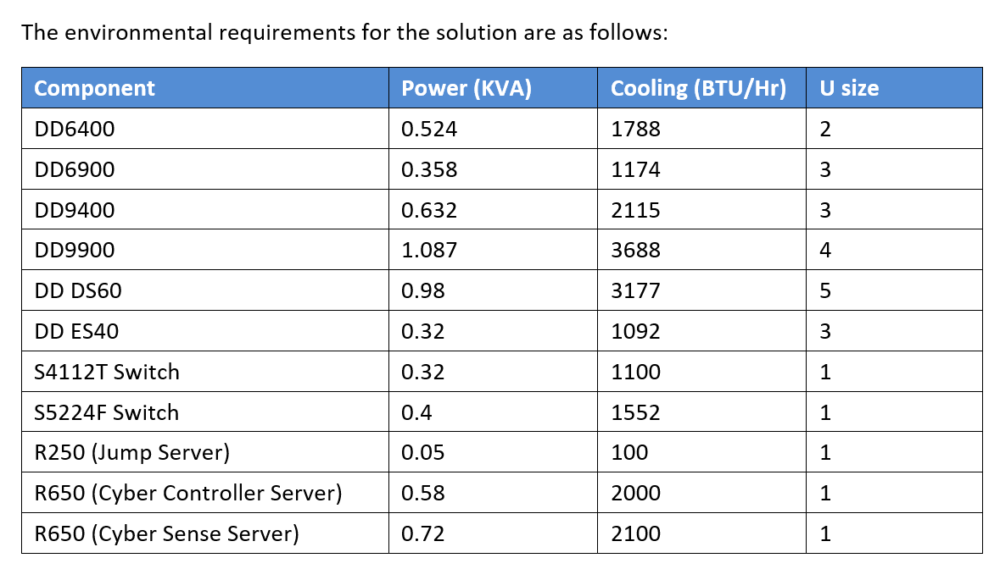 The environmental requirements for the solution are as follows:
Component Power (KVA) Cooling (BTU/Hr) U size
DD6400 0.524 1788 2
DD6900 0.358 1174 3
DD9400 0.632 2115 3
DD9900 1.087 3688 4
DD DS60 0.98 3177 5
DD ES40 0.32 1092 3
S4112T Switch 0.32 1100 1
S5224F Switch 0.4 1552 1
R250 (Jump Server) 0.05 100 1
R650 (Cyber Controller Server) 0.58 2000 1
R650 (Cyber Sense Server) 0.72 2100 1